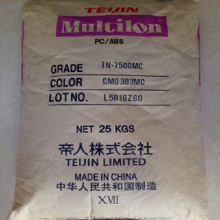 TEIJIN
Multilon
PC/ABS
GRADE TN-7500MC
COLOR CM0383MC
LOT NO. L5B16Z60
NET 25 KGS
帝人株式会社
TEIJIN LIMITED
MADE IN CHINA
中华人民共和国制造
XVII